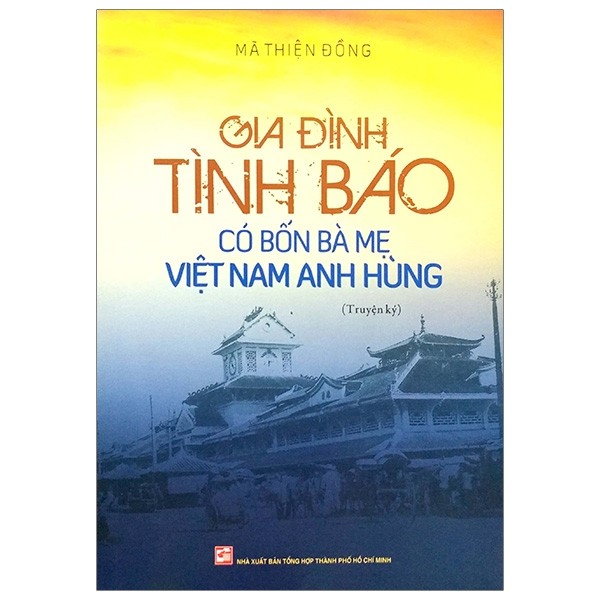 MÃ THIỆN ĐỒNG
GIA ĐÌNH
TÌNH BÁO
CÓ BỐN BÀ MẸ
VIỆT NAM ANH HÙNG
(Truyện ký)
NHÀ XUẤT BẢN TỔNG HỢP THÀNH PHỐ HỒ CHÍ MINH